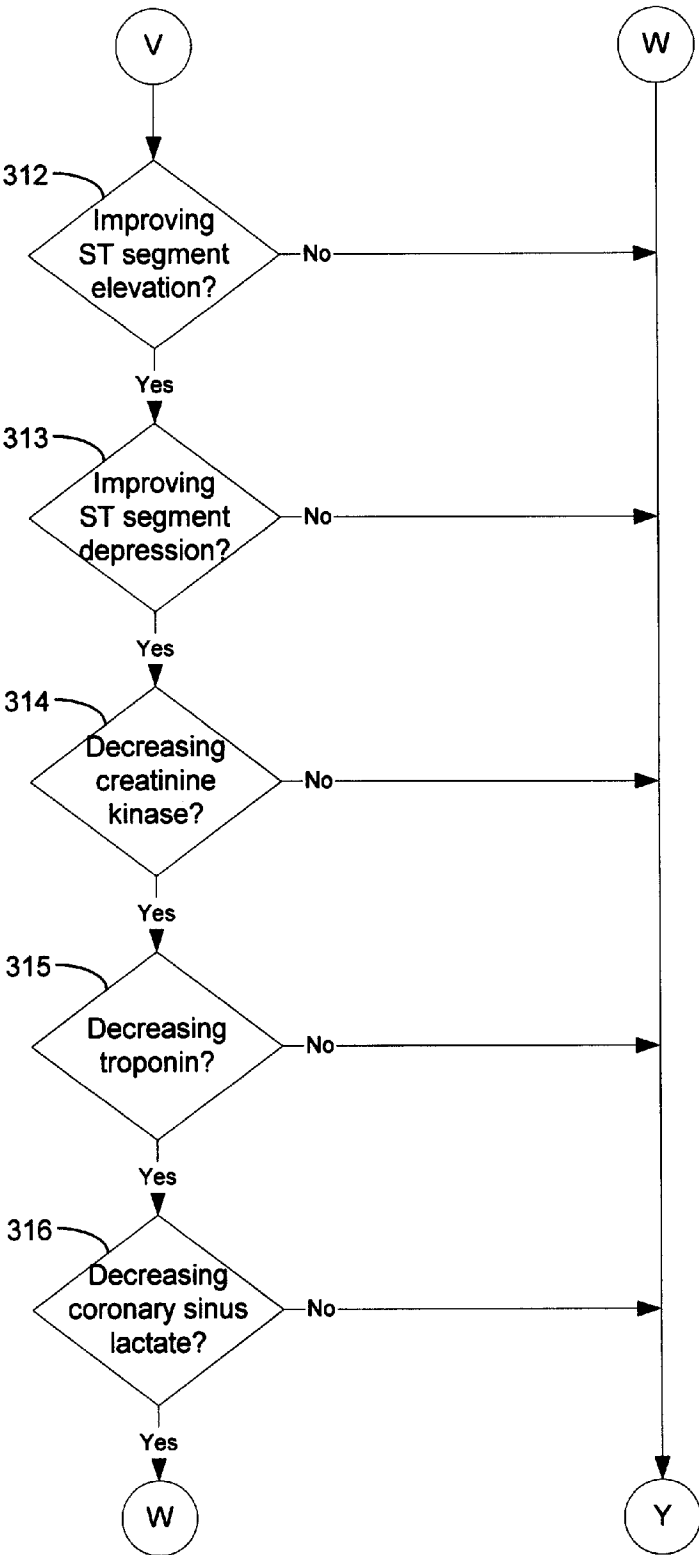 V
W
312
Improving
ST segment
elevation?
No
Yes
313
Improving
ST segment
depression?
No
Yes
314
Decreasing
creatinine
kinase?
No
Yes
315
Decreasing
troponin?
No
Yes
316
Decreasing
coronary sinus
lactate?
No
Yes
W
Y